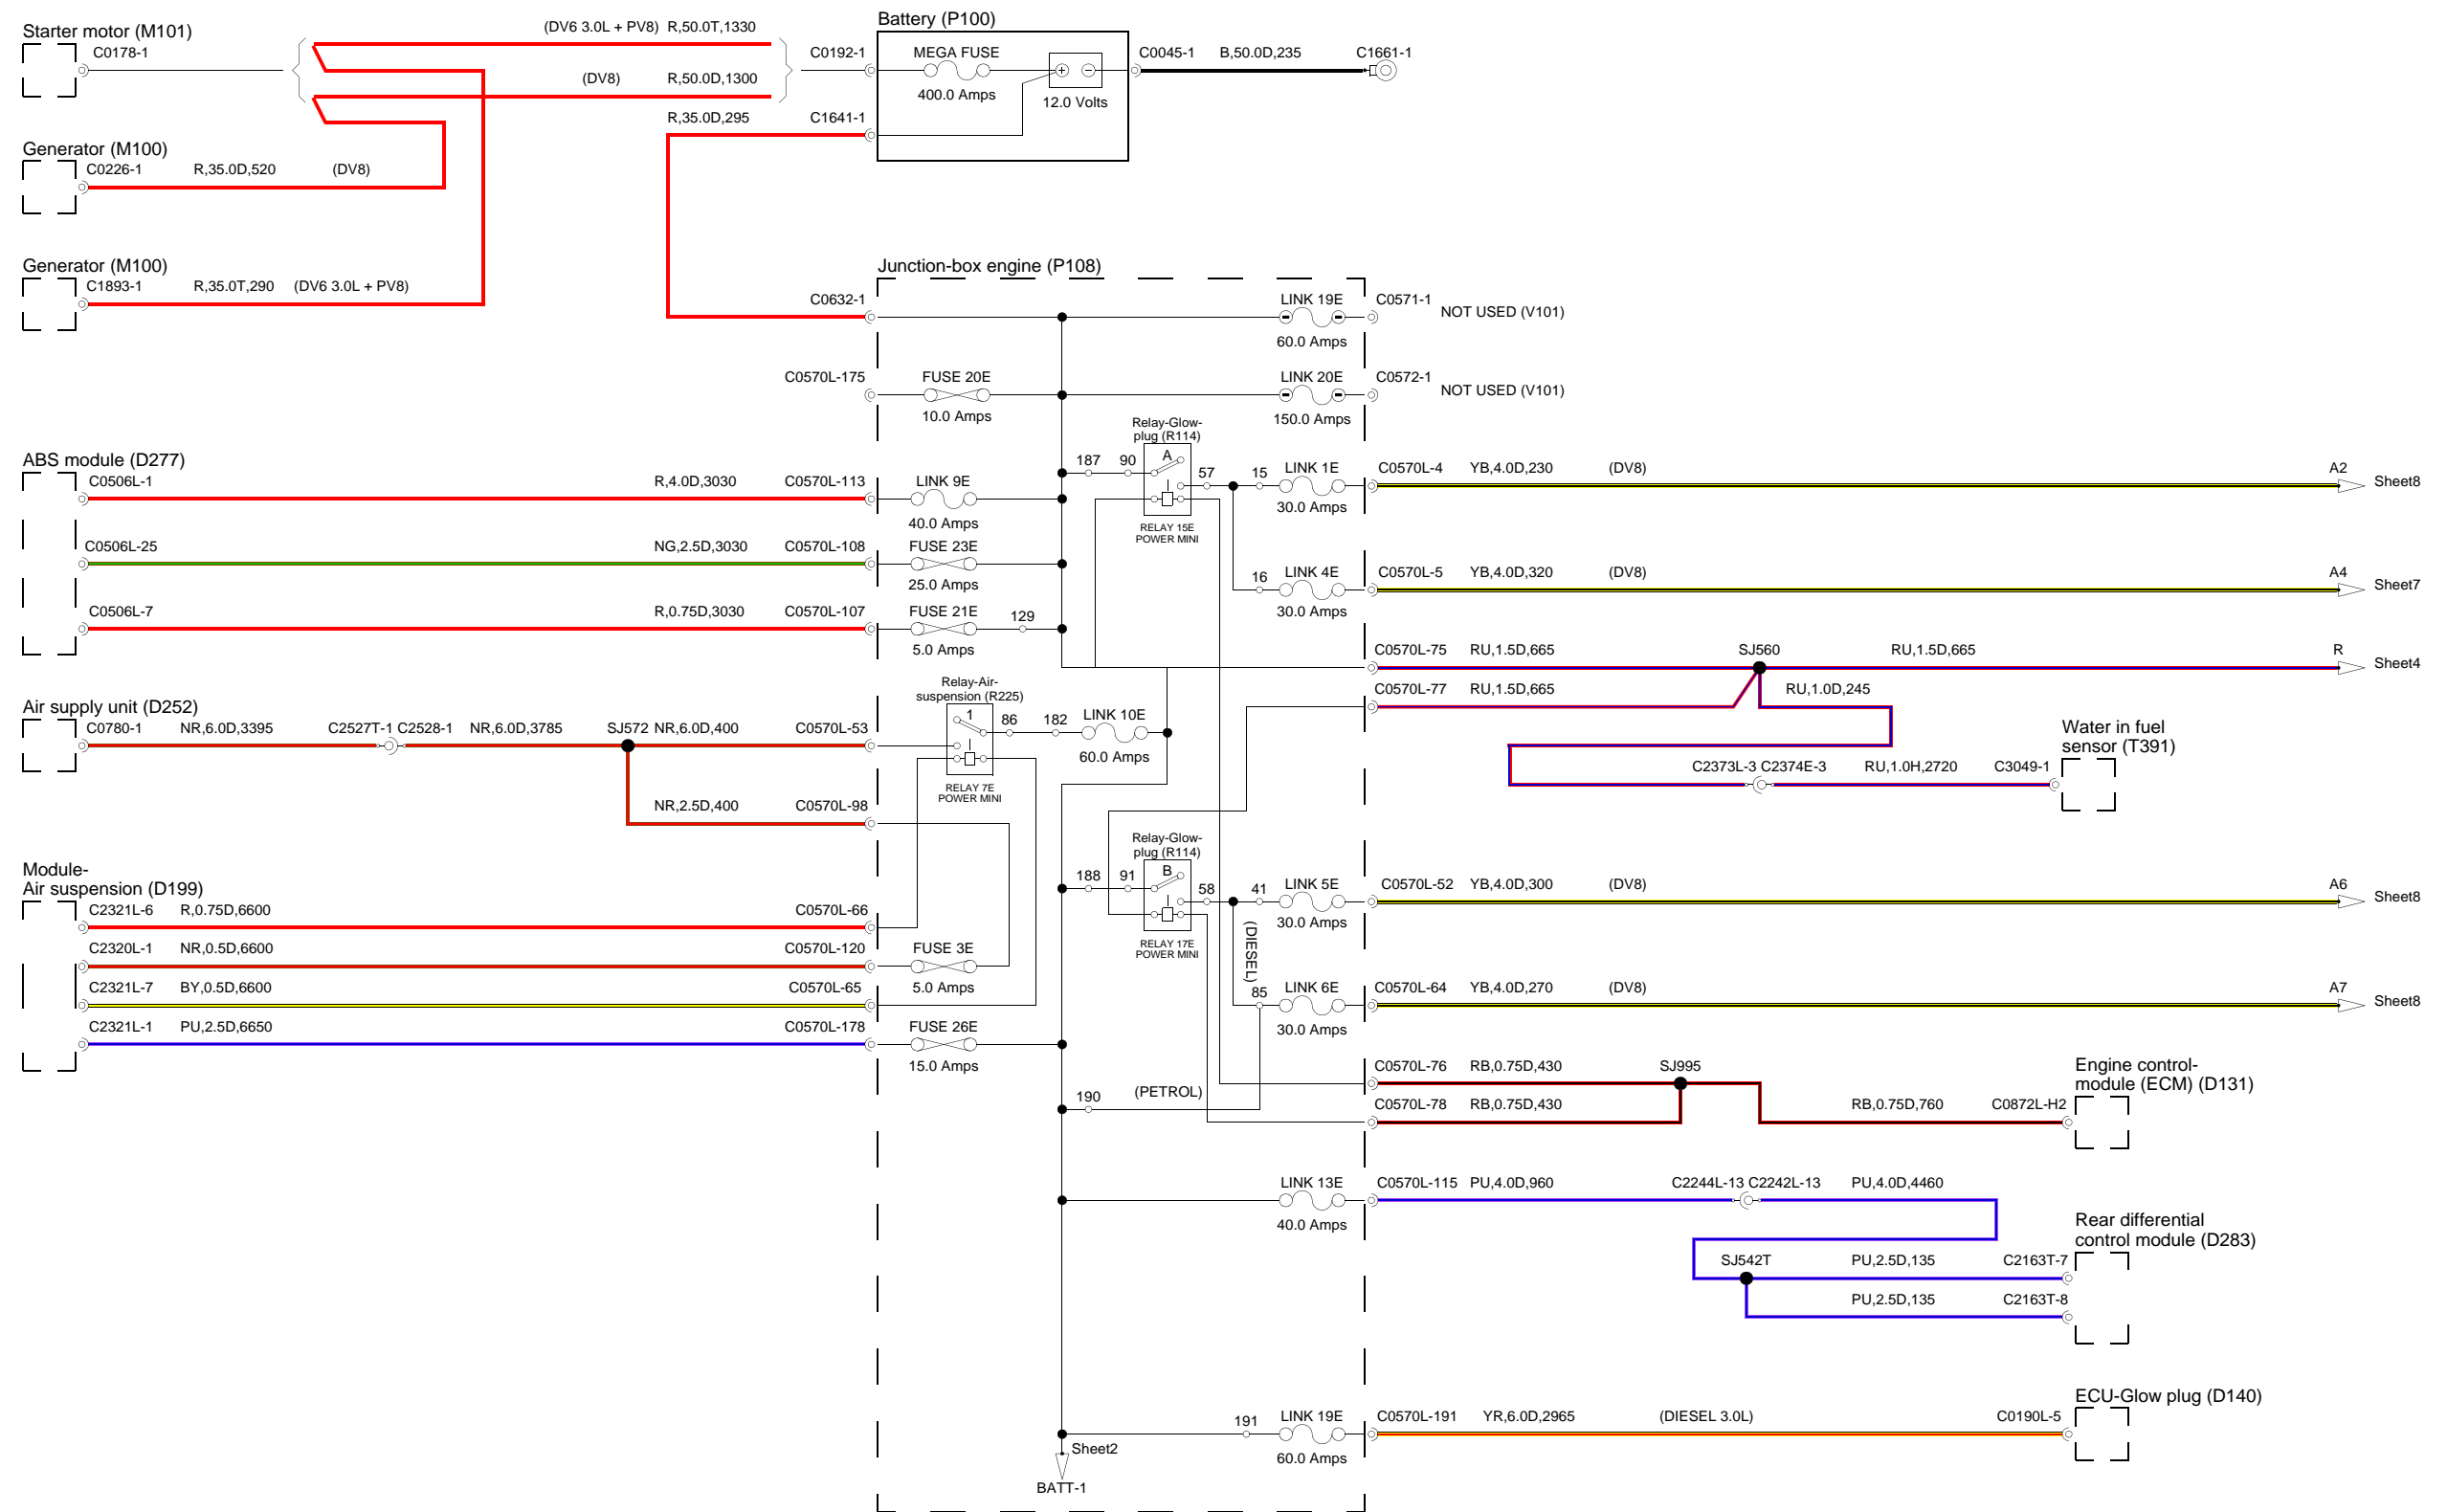 Starter motor (M101)
C0178-1
(DV6 3.0L + PV8) R,50.0T,1330
(DV8) R,50.0D,1300
C0192-1
Battery (P100)
MEGA FUSE
400.0 Amps
12.0 Volts
C0045-1 B,50.0D,235 C1661-1
R,35.0D,295 C1641-1
Generator (M100)
C0226-1 R,35.0D,520 (DV8)
Generator (M100)
C1893-1 R,35.0T,290 (DV6 3.0L + PV8)
Junction-box engine (P108)
C0632-1
LINK 19E
60.0 Amps
C0571-1
NOT USED (V101)
C0570L-175
FUSE 20E
10.0 Amps
LINK 20E
150.0 Amps
C0572-1
NOT USED (V101)
Relay-Glow-
plug (R114)
187 90 A 57 15
RELAY 15E
POWER MINI
LINK 1E
30.0 Amps
C0570L-4 YB,4.0D,230 (DV8) A2
Sheet8
ABS module (D277)
C0506L-1 R,4.0D,3030 C0570L-113
LINK 9E
40.0 Amps
C0506L-25 NG,2.5D,3030 C0570L-108
FUSE 23E
25.0 Amps
16
LINK 4E
30.0 Amps
C0570L-5 YB,4.0D,320 (DV8) A4
Sheet7
C0506L-7 R,0.75D,3030 C0570L-107
FUSE 21E
5.0 Amps
129
C0570L-75 RU,1.5D,665 SJ560 RU,1.5D,665 R
Sheet4
C0570L-77 RU,1.5D,665 RU,1.0D,245
Relay-Air-
suspension (R225)
1 86 182
RELAY 7E
POWER MINI
LINK 10E
60.0 Amps
Air supply unit (D252)
C0780-1 NR,6.0D,3395 C2527T-1 C2528-1 NR,6.0D,3785 SJ572 NR,6.0D,400 C0570L-53
Water in fuel
sensor (T391)
C2373L-3 C2374E-3 RU,1.0H,2720 C3049-1
NR,2.5D,400 C0570L-98
Relay-Glow-
plug (R114)
188 91 B 58 41
RELAY 17E
POWER MINI
(DIESEL)
LINK 5E
30.0 Amps
C0570L-52 YB,4.0D,300 (DV8) A6
Sheet8
Module-
Air suspension (D199)
C2321L-6 R,0.75D,6600 C0570L-66
C2320L-1 NR,0.5D,6600 C0570L-120
FUSE 3E
5.0 Amps
C2321L-7 BY,0.5D,6600 C0570L-65
85
LINK 6E
30.0 Amps
C0570L-64 YB,4.0D,270 (DV8) A7
Sheet8
C2321L-1 PU,2.5D,6650 C0570L-178
FUSE 26E
15.0 Amps
190 (PETROL)
C0570L-76 RB,0.75D,430 SJ995
C0570L-78 RB,0.75D,430
RB,0.75D,760 C0872L-H2
Engine control-
module (ECM) (D131)
LINK 13E
40.0 Amps
C0570L-115 PU,4.0D,960 C2244L-13 C2242L-13 PU,4.0D,4460
Rear differential
control module (D283)
SJ542T PU,2.5D,135 C2163T-7
PU,2.5D,135 C2163T-8
ECU-Glow plug (D140)
191
LINK 19E
60.0 Amps
C0570L-191 YR,6.0D,2965 (DIESEL 3.0L) C0190L-5
Sheet2
BATT-1